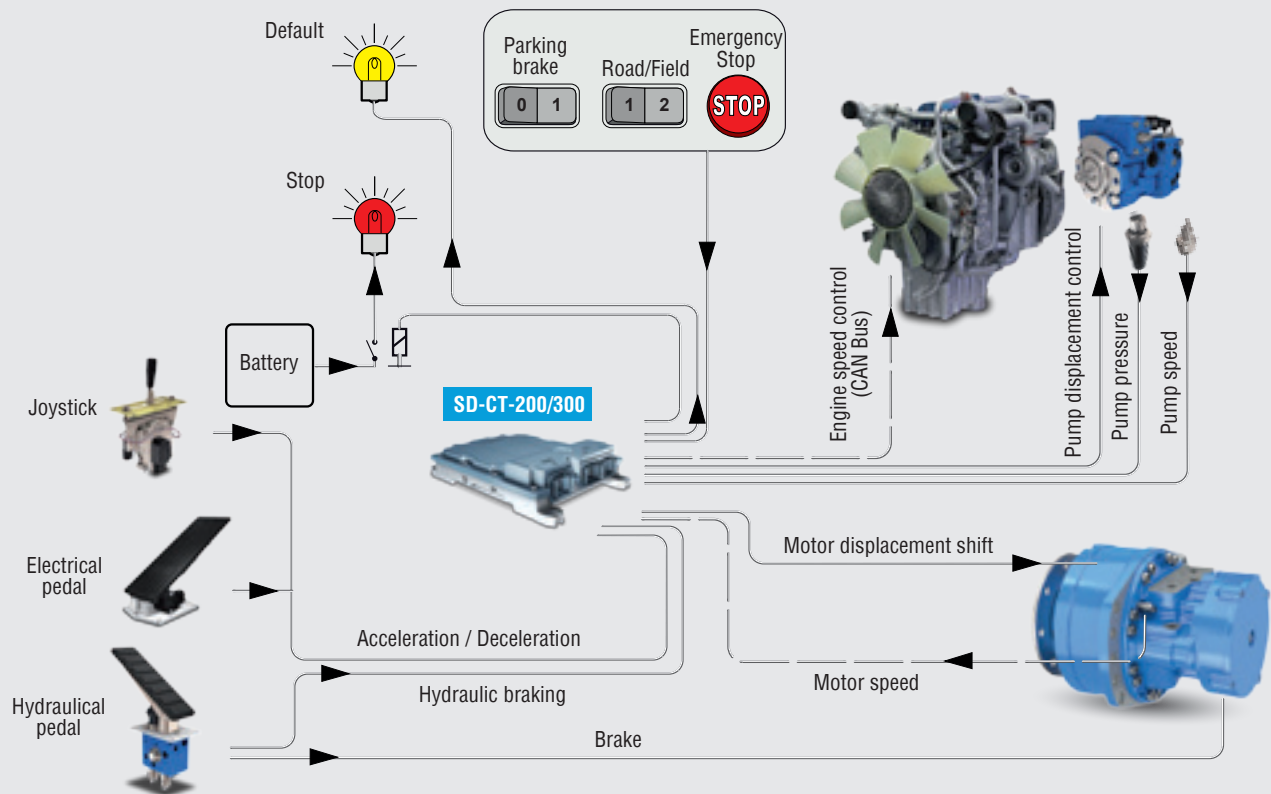 Default
Parking
brake
0 1
Road/Field
1 2
Emergency
Stop
STOP
Stop
Battery
Joystick
SD-CT-200/300
Engine speed control
(CAN Bus)
Pump displacement control
Pump pressure
Pump speed
Electrical
pedal
Motor displacement shift
Acceleration / Deceleration
Hydraulic braking
Motor speed
Hydraulical
pedal
Brake